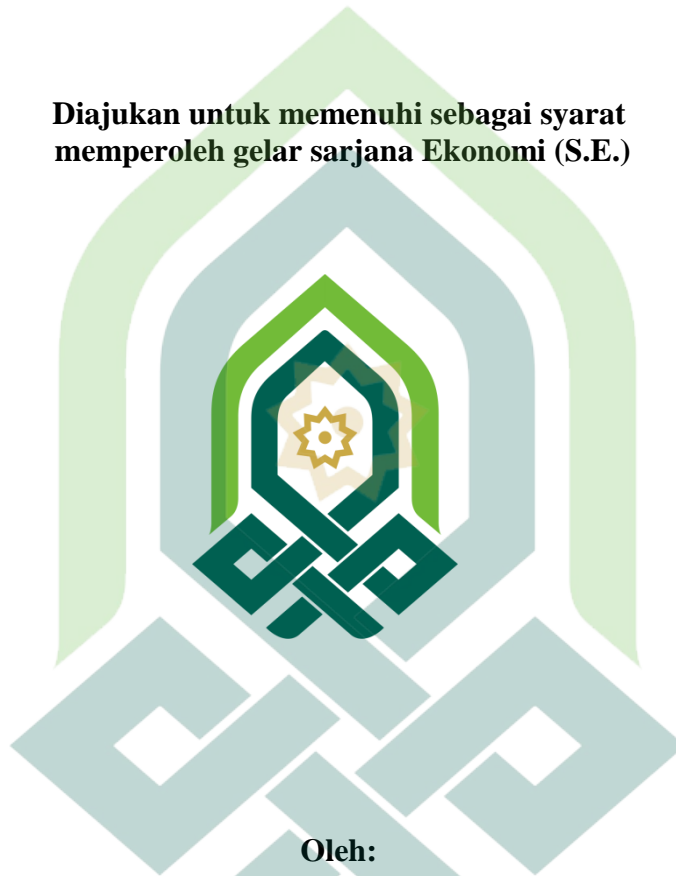 Diajukan untuk memenuhi sebagai syarat
memperoleh gelar sarjana Ekonomi (S.E.)
Oleh: